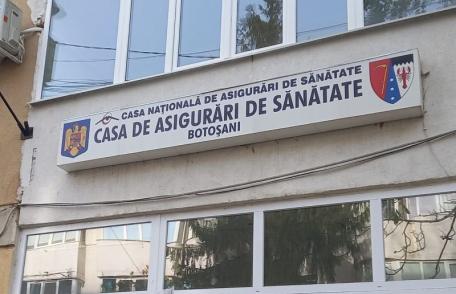 CASA NAȚIONALĂ DE ASIGURĂRI DE SĂNĂTATE
CASA DE ASIGURĂRI DE SĂNĂTATE
BOTOȘANI